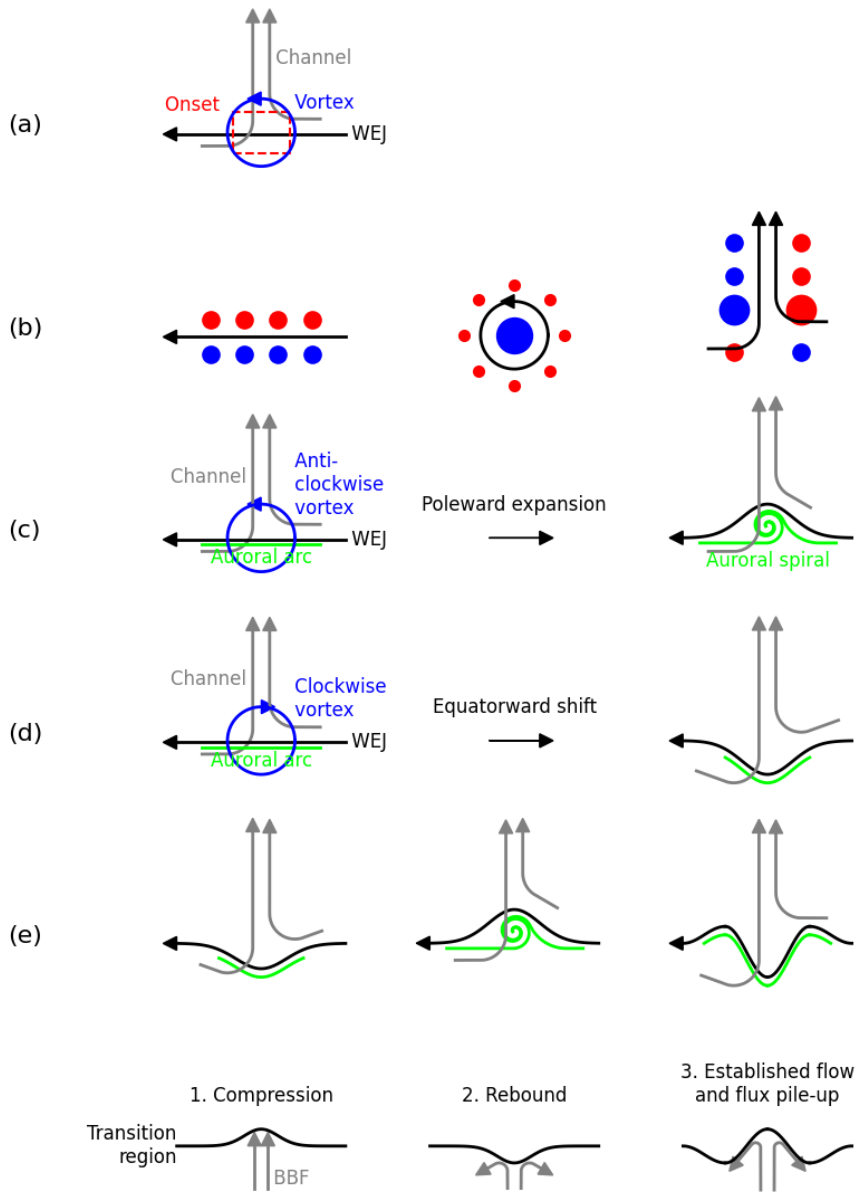 Channel
Onset
Vortex
(a)
WEJ
(b)
Channel
Anti-
clockwise
vortex
Poleward expansion
(c)
WEJ
Auroral arc
Auroral spiral
Channel
Clockwise
vortex
Equatorward shift
(d)
WEJ
Auroral arc
(e)
1. Compression
2. Rebound
3. Established flow
and flux pile-up
Transition
region
BBF